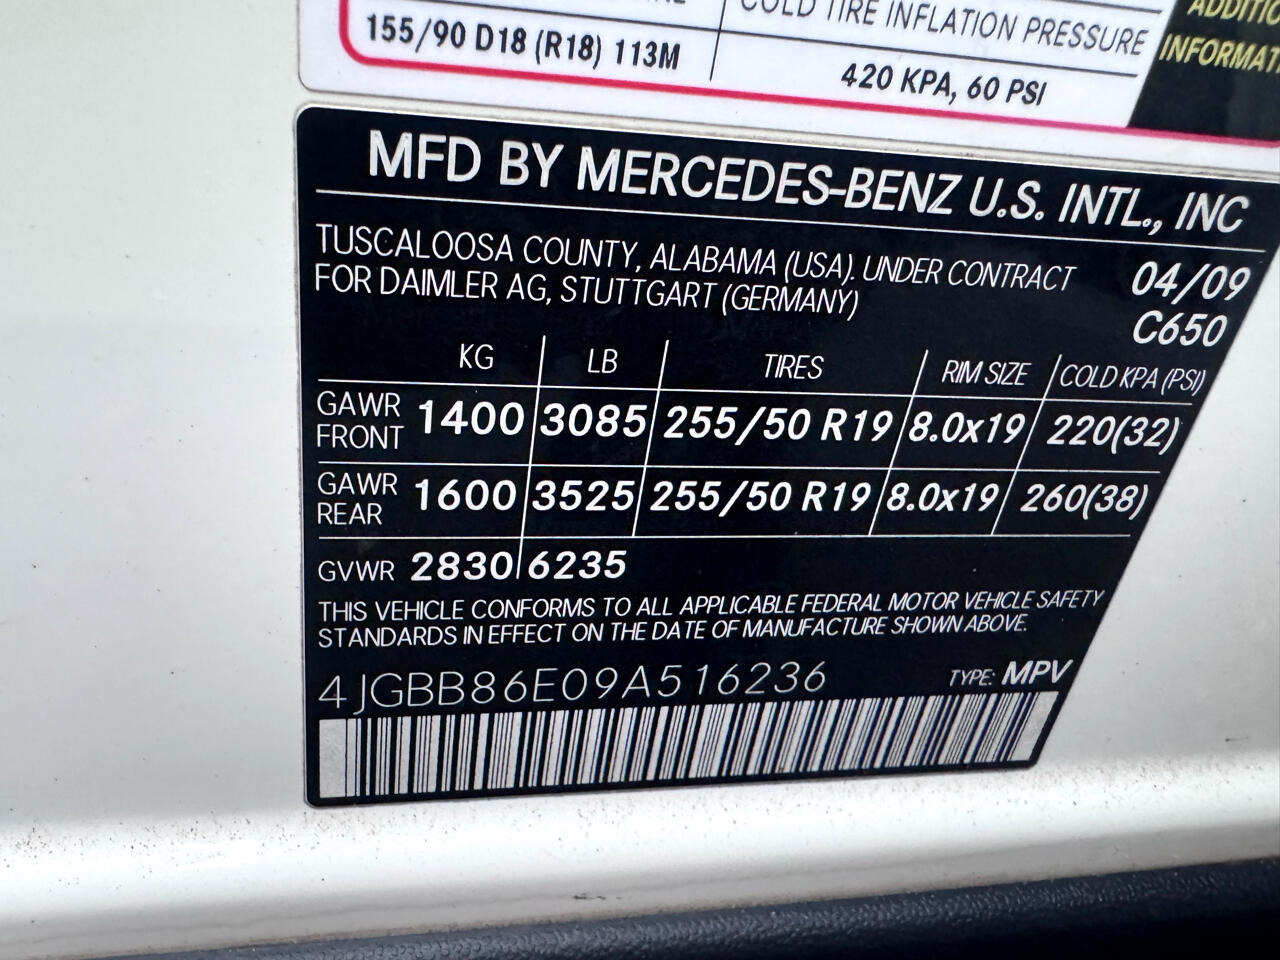 COLD TIRE INFLATION PRESSURE
155/90 D18 (R18) 113M
420 KPA, 60 PSI
MFD BY MERCEDES-BENZ U.S. INTL., INC
TUSCALOOSA COUNTY, ALABAMA (USA). UNDER CONTRACT
FOR DAIMLER AG, STUTTGART (GERMANY)
04/09
C650
KG LB TIRES RIM SIZE COLD KPA (PSI)
GAWR FRONT 1400 3085 255/50 R19 8.0x19 220(32)
GAWR REAR 1600 3525 255/50 R19 8.0x19 260(38)
GVWR 2830 6235
THIS VEHICLE CONFORMS TO ALL APPLICABLE FEDERAL MOTOR VEHICLE SAFETY
STANDARDS IN EFFECT ON THE DATE OF MANUFACTURE SHOWN ABOVE.
4JGBB86E09A516236 TYPE: MPV